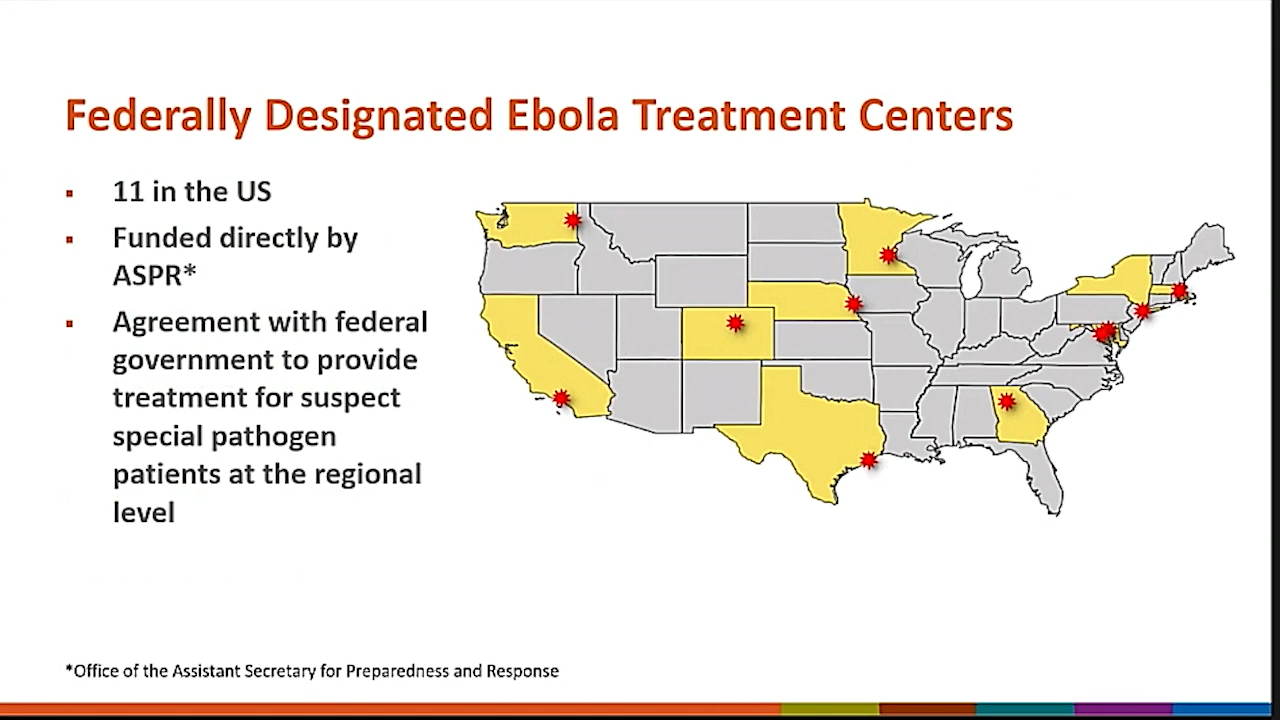 Federally Designated Ebola Treatment Centers
11 in the US
Funded directly by
ASPR*
Agreement with federal
government to provide
treatment for suspect
special pathogen
patients at the regional
level
*Office of the Assistant Secretary for Preparedness and Response